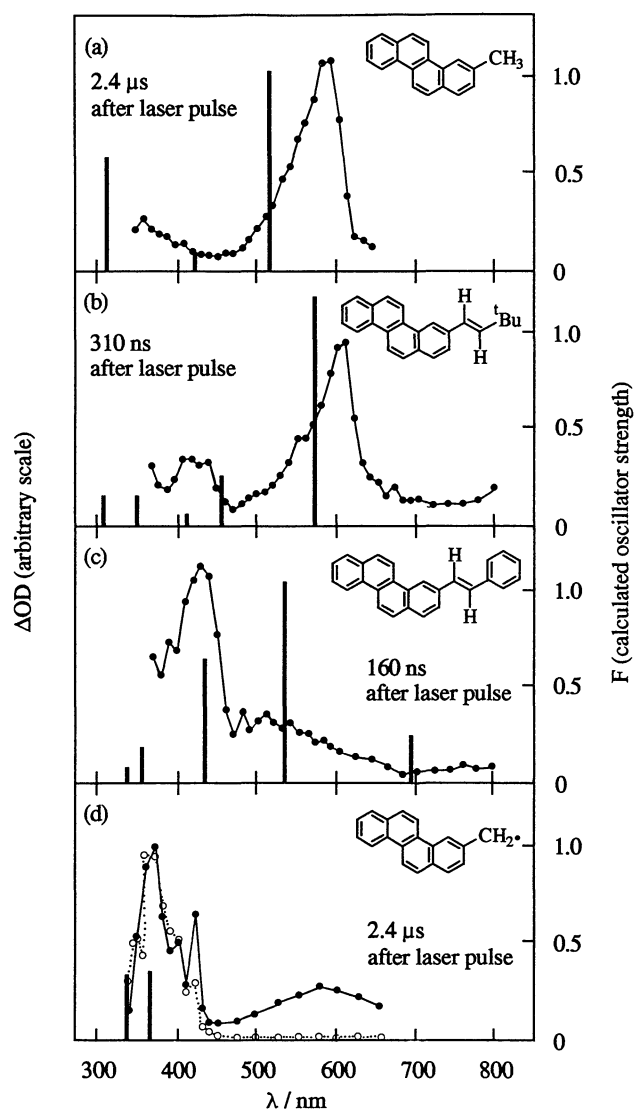 (a)
CH₃
2.4 μs
after laser pulse
1.0
0.5
0
(b)
H
ᵗBu
H
310 ns
after laser pulse
1.0
0.5
0
(c)
H
H
160 ns
after laser pulse
1.0
0.5
0
(d)
CH₂•
2.4 μs
after laser pulse
1.0
0.5
0
300 400 500 600 700 800
λ / nm
ΔOD (arbitrary scale)
F (calculated oscillator strength)